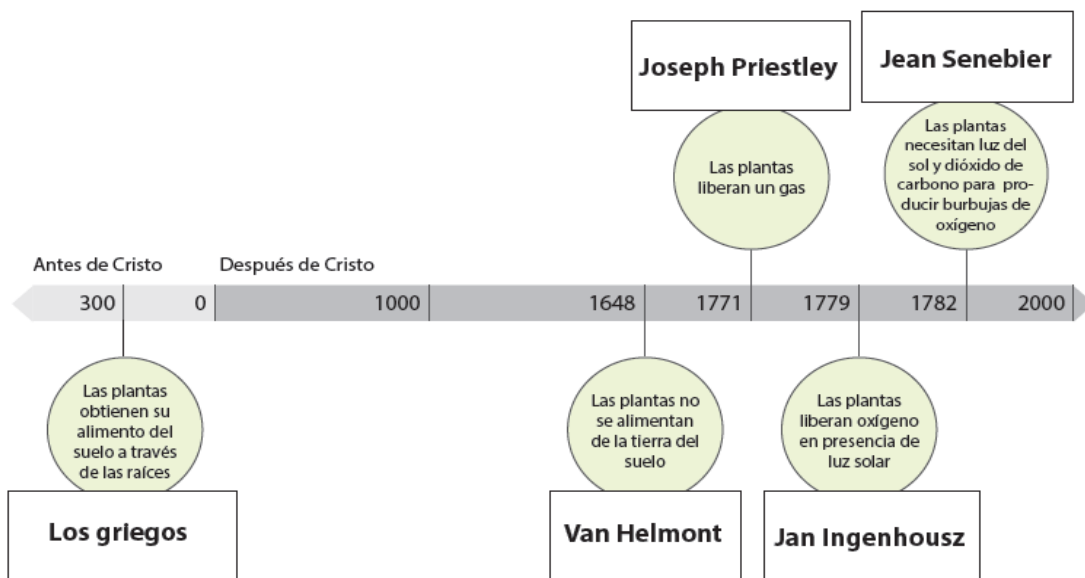 Joseph Priestley
Jean Senebier
Las plantas
liberan un gas
Las plantas
necesitan luz del
sol y dióxido de
carbono para pro-
ducir burbujas de
oxígeno
Antes de Cristo
Después de Cristo
300 0 1000 1648 1771 1779 1782 2000
Las plantas
obtienen su
alimento del
suelo a través
de las raíces
Las plantas no
se alimentan
de la tierra del
suelo
Las plantas
liberan oxígeno
en presencia de
luz solar
Los griegos
Van Helmont
Jan Ingenhousz